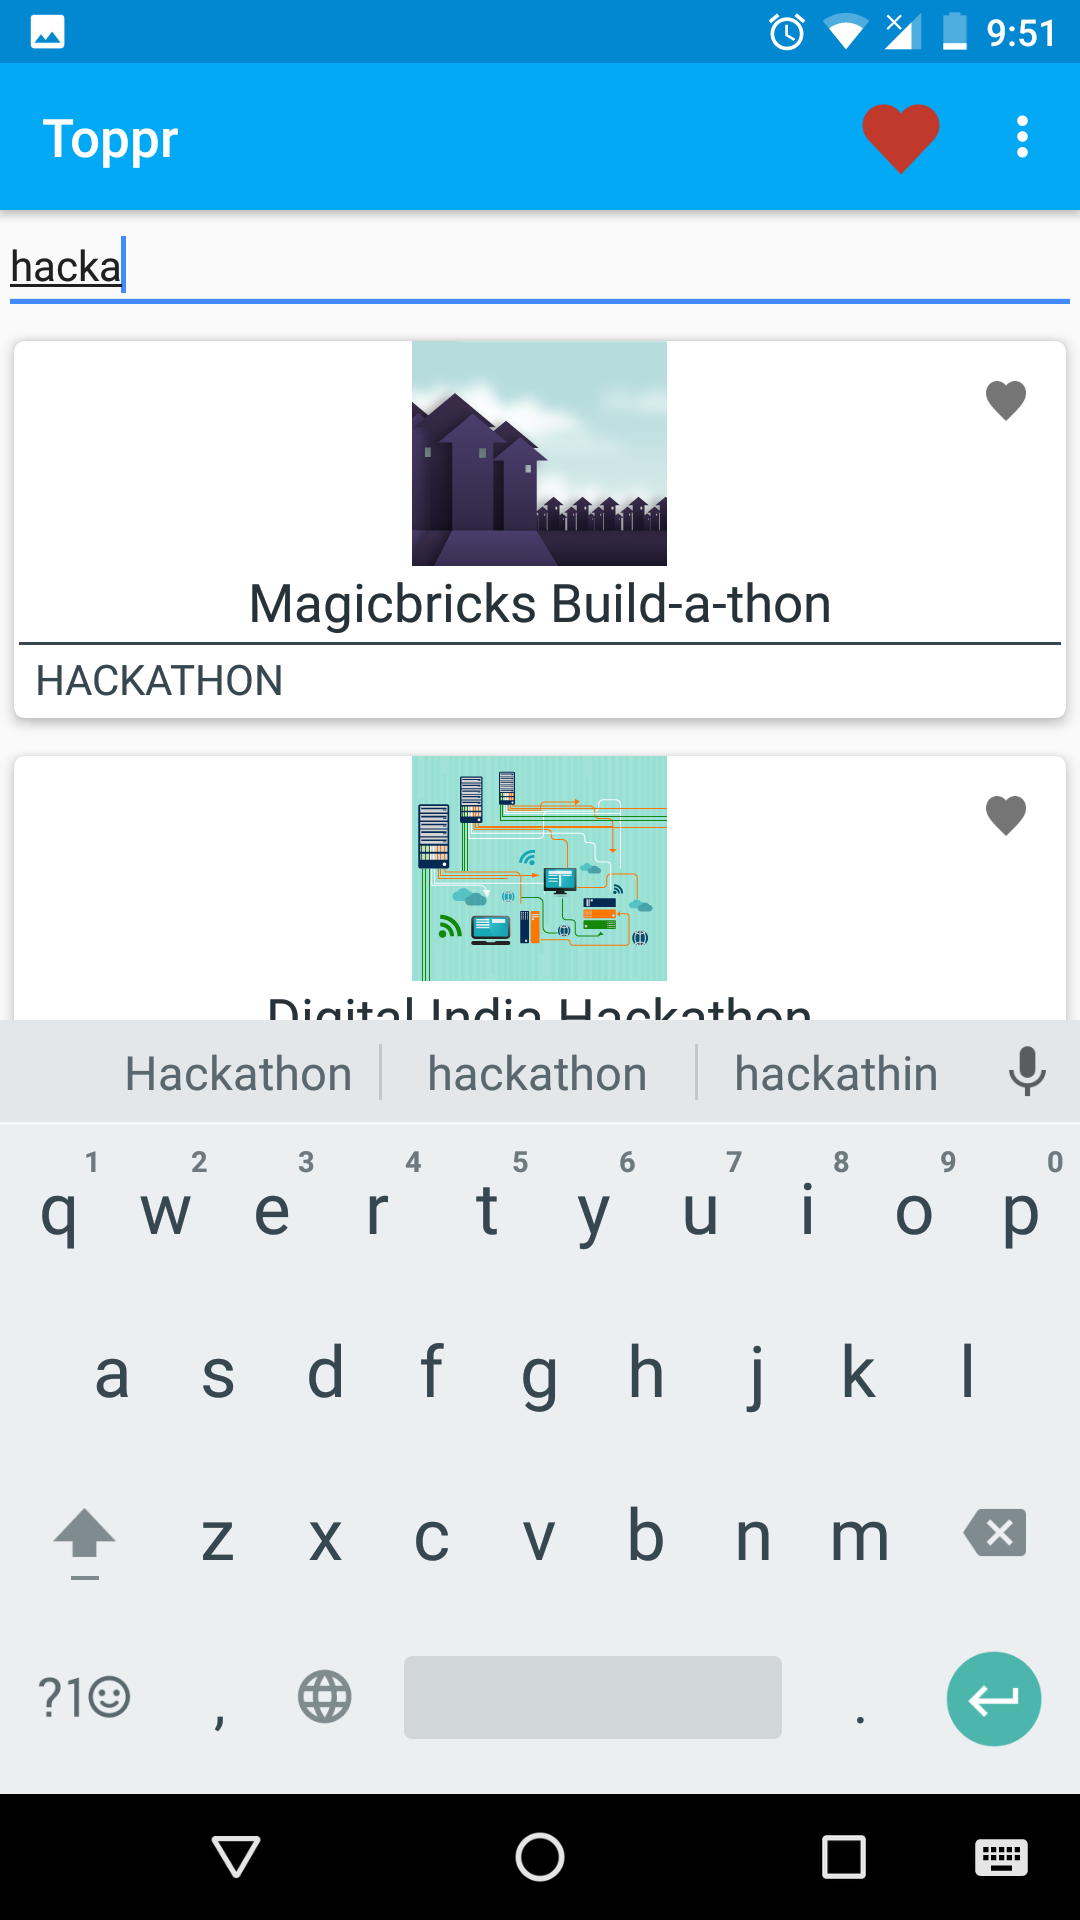 9:51
Toppr
hacka
Magicbricks Build-a-thon
HACKATHON
Digital India Hackathon
Hackathon hackathon hackathin
1 2 3 4 5 6 7 8 9 0
q w e r t y u i o p
a s d f g h j k l
z x c v b n m
?1 , .